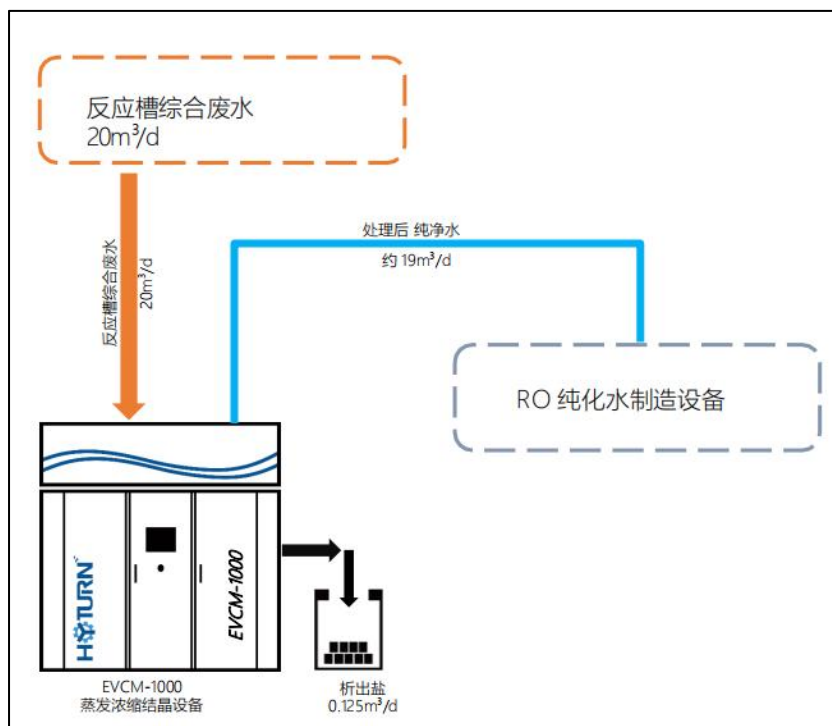 反应槽综合废水
20m³/d
反应槽综合废水
20m³/d
处理后 纯净水
约 19m³/d
RO 纯化水制造设备
HOTURN
EVCM-1000
EVCM-1000
蒸发浓缩结晶设备
析出盐
0.125m³/d